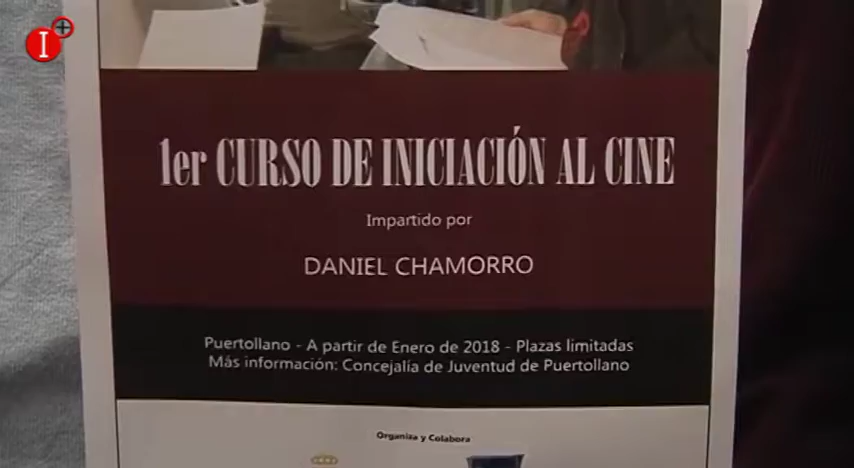 I+
1er CURSO DE INICIACIÓN AL CINE
Impartido por
DANIEL CHAMORRO
Puertollano - A partir de Enero de 2018 - Plazas limitadas
Más información: Concejalía de Juventud de Puertollano
Organiza y Colabora